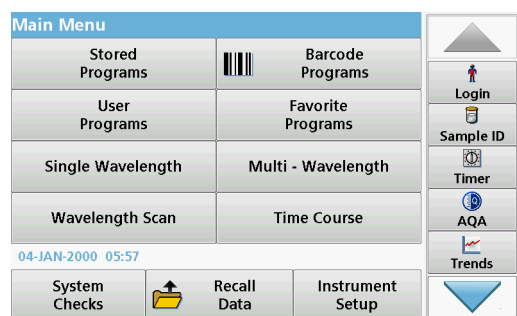 Main Menu
Stored
Programs
Barcode
Programs
User
Programs
Favorite
Programs
Single Wavelength
Multi - Wavelength
Wavelength Scan
Time Course
04-JAN-2000 05:57
System
Checks
Recall
Data
Instrument
Setup
Login
Sample ID
Timer
AQA
Trends